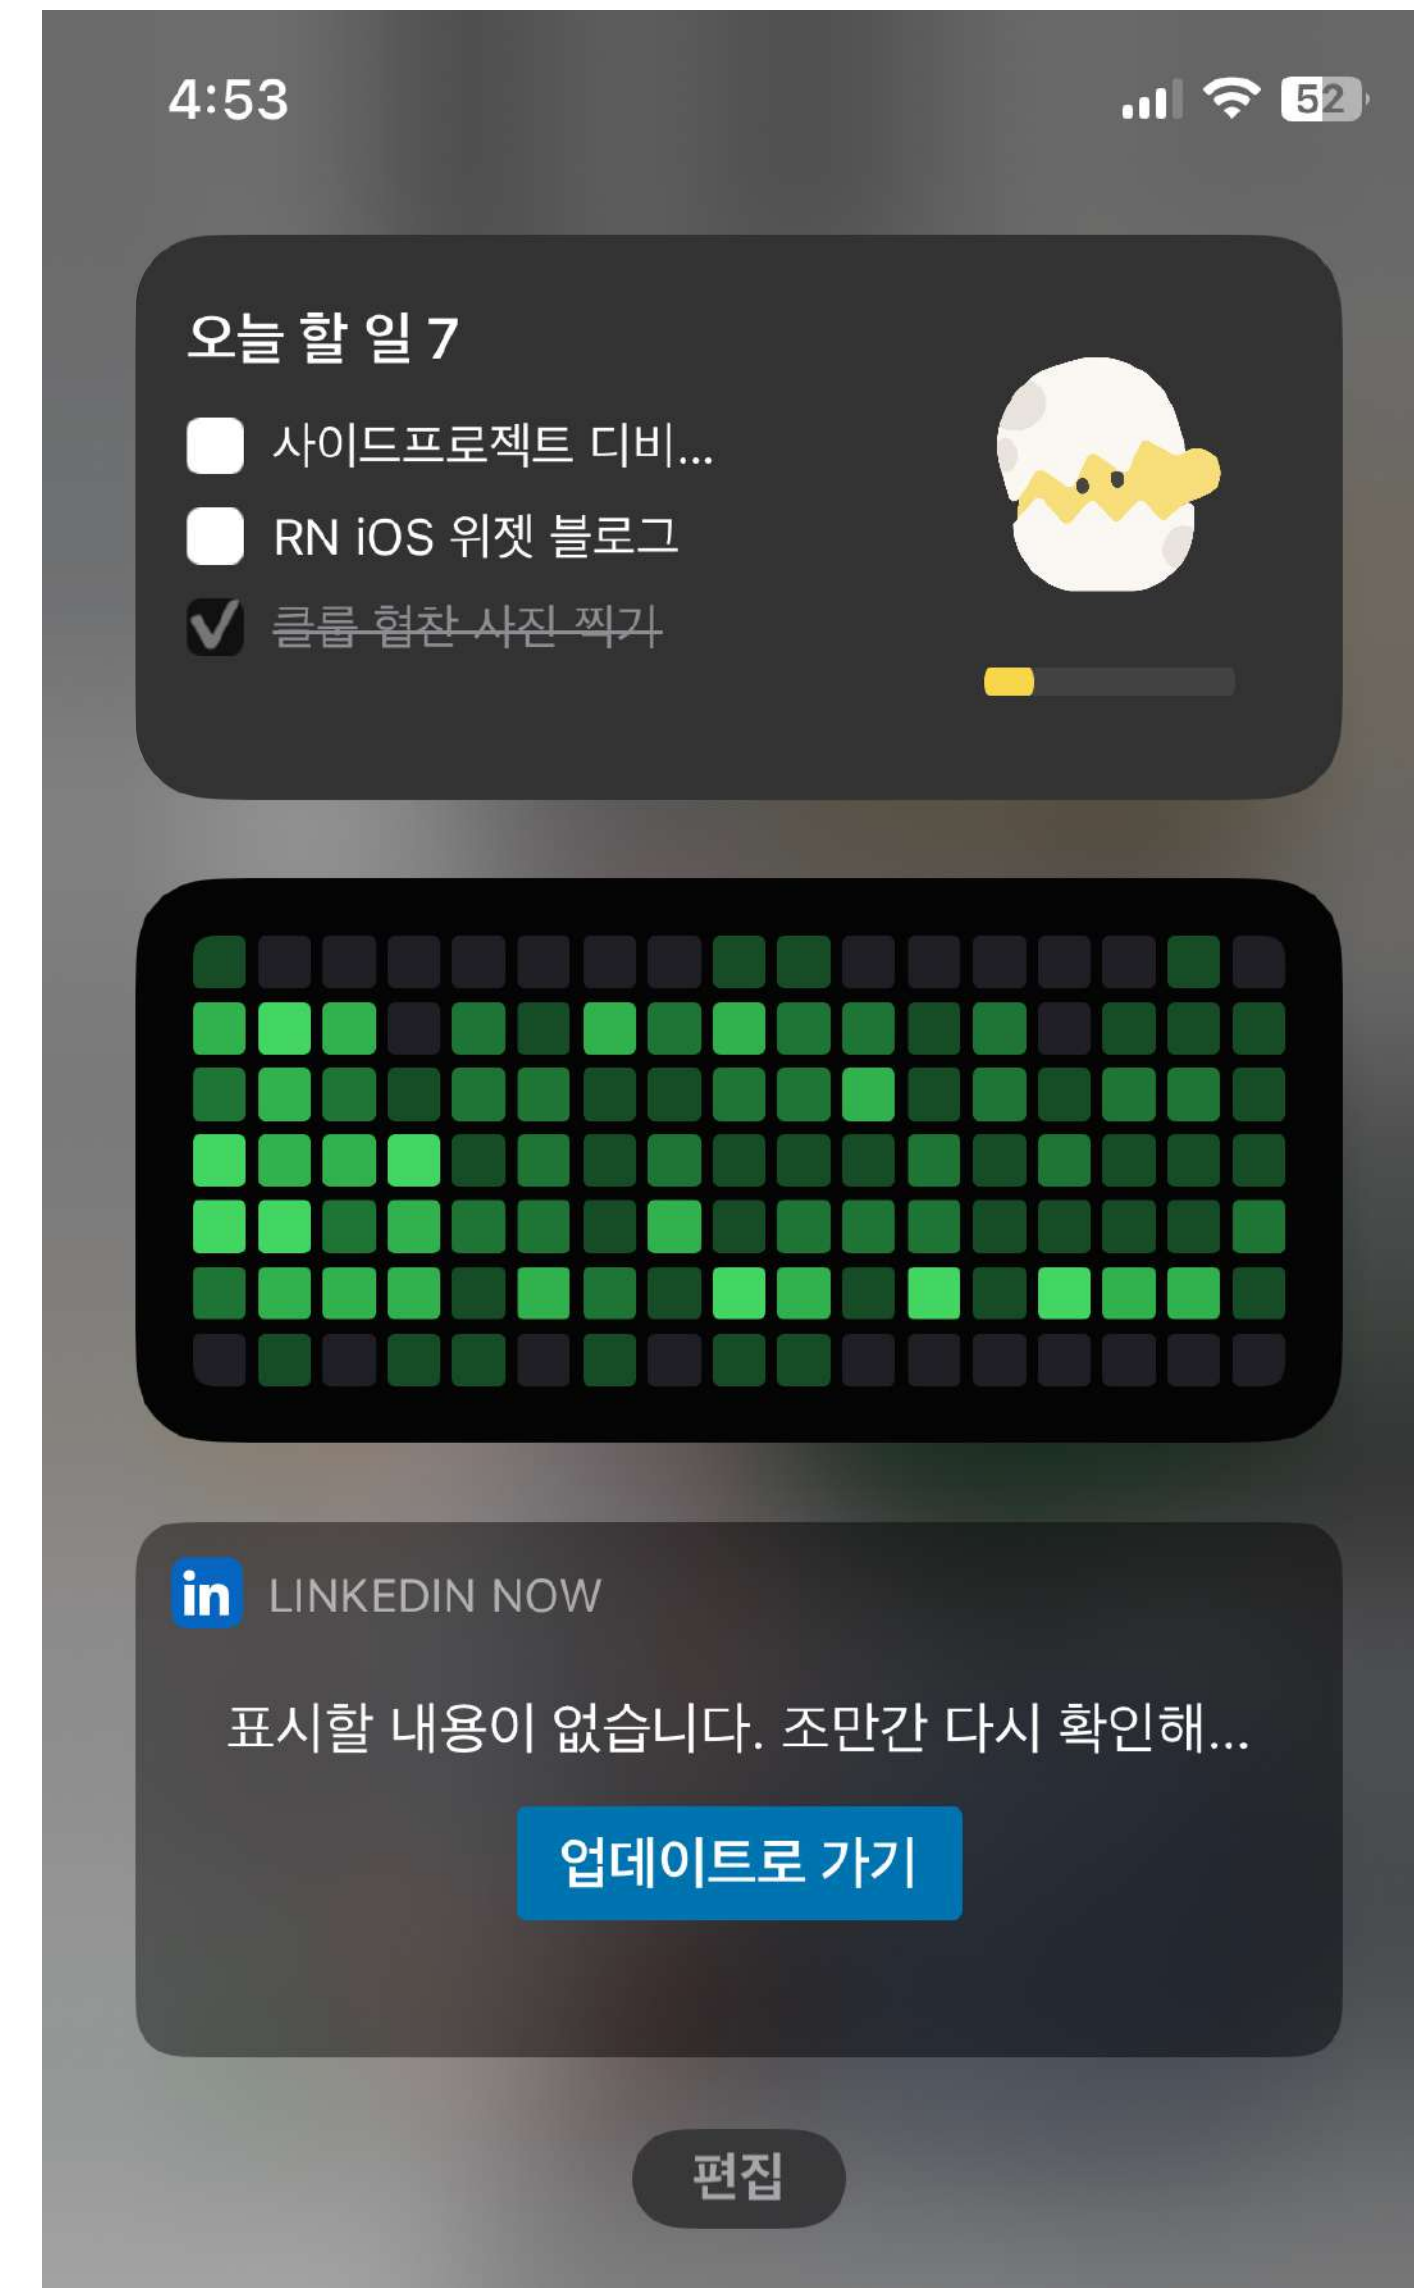 4:53
52
오늘 할 일 7
사이드프로젝트 디비...
RN iOS 위젯 블로그
클룹 협찬 사진 찍기
in LINKEDIN NOW
표시할 내용이 없습니다. 조만간 다시 확인해...
업데이트로 가기
편집